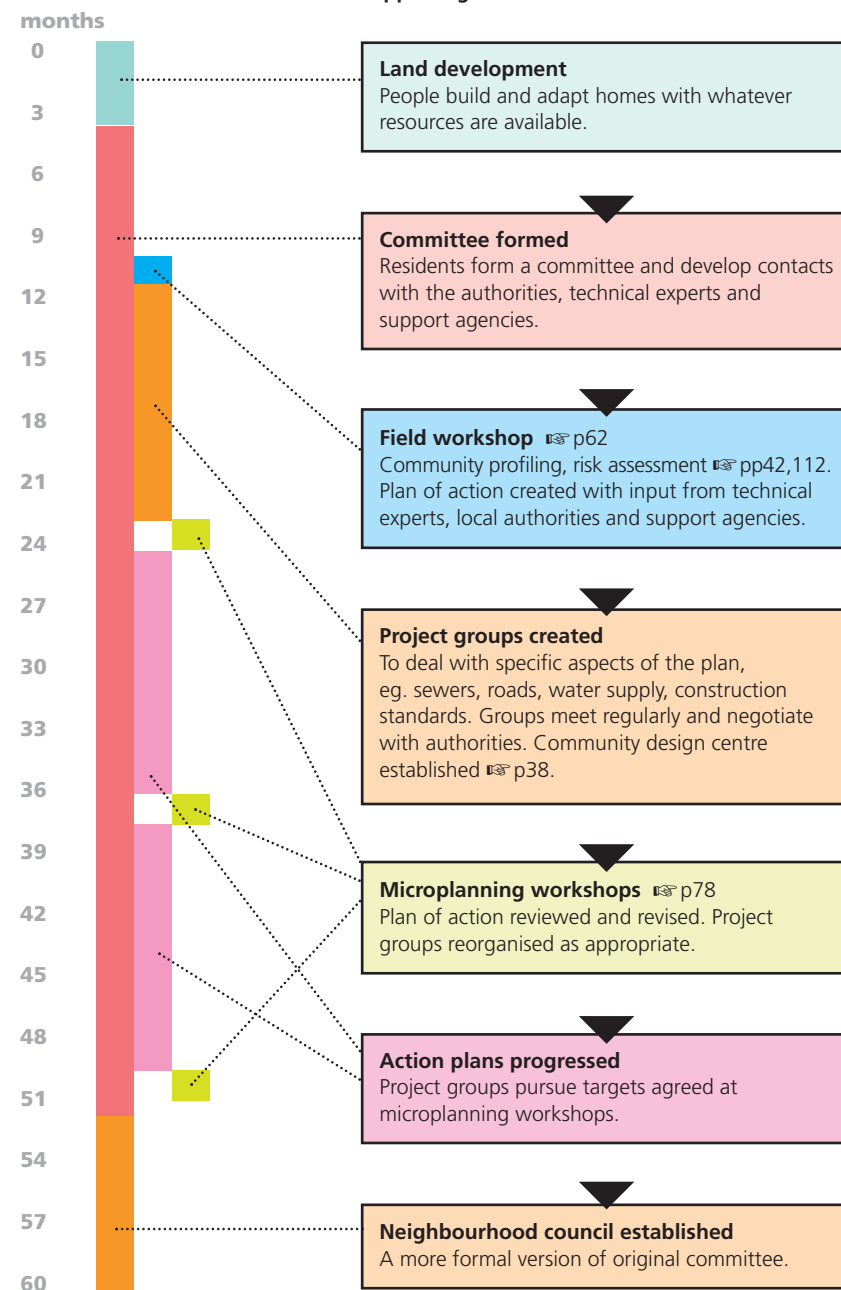 months
0
3
6
9
12
15
18
21
24
27
30
33
36
39
42
45
48
51
54
57
60
Land development
People build and adapt homes with whatever
resources are available.
Committee formed
Residents form a committee and develop contacts
with the authorities, technical experts and
support agencies.
Field workshop ☞ p62
Community profiling, risk assessment ☞ pp42,112.
Plan of action created with input from technical
experts, local authorities and support agencies.
Project groups created
To deal with specific aspects of the plan,
eg. sewers, roads, water supply, construction
standards. Groups meet regularly and negotiate
with authorities. Community design centre
established ☞ p38.
Microplanning workshops ☞ p78
Plan of action reviewed and revised. Project
groups reorganised as appropriate.
Action plans progressed
Project groups pursue targets agreed at
microplanning workshops.
Neighbourhood council established
A more formal version of original committee.